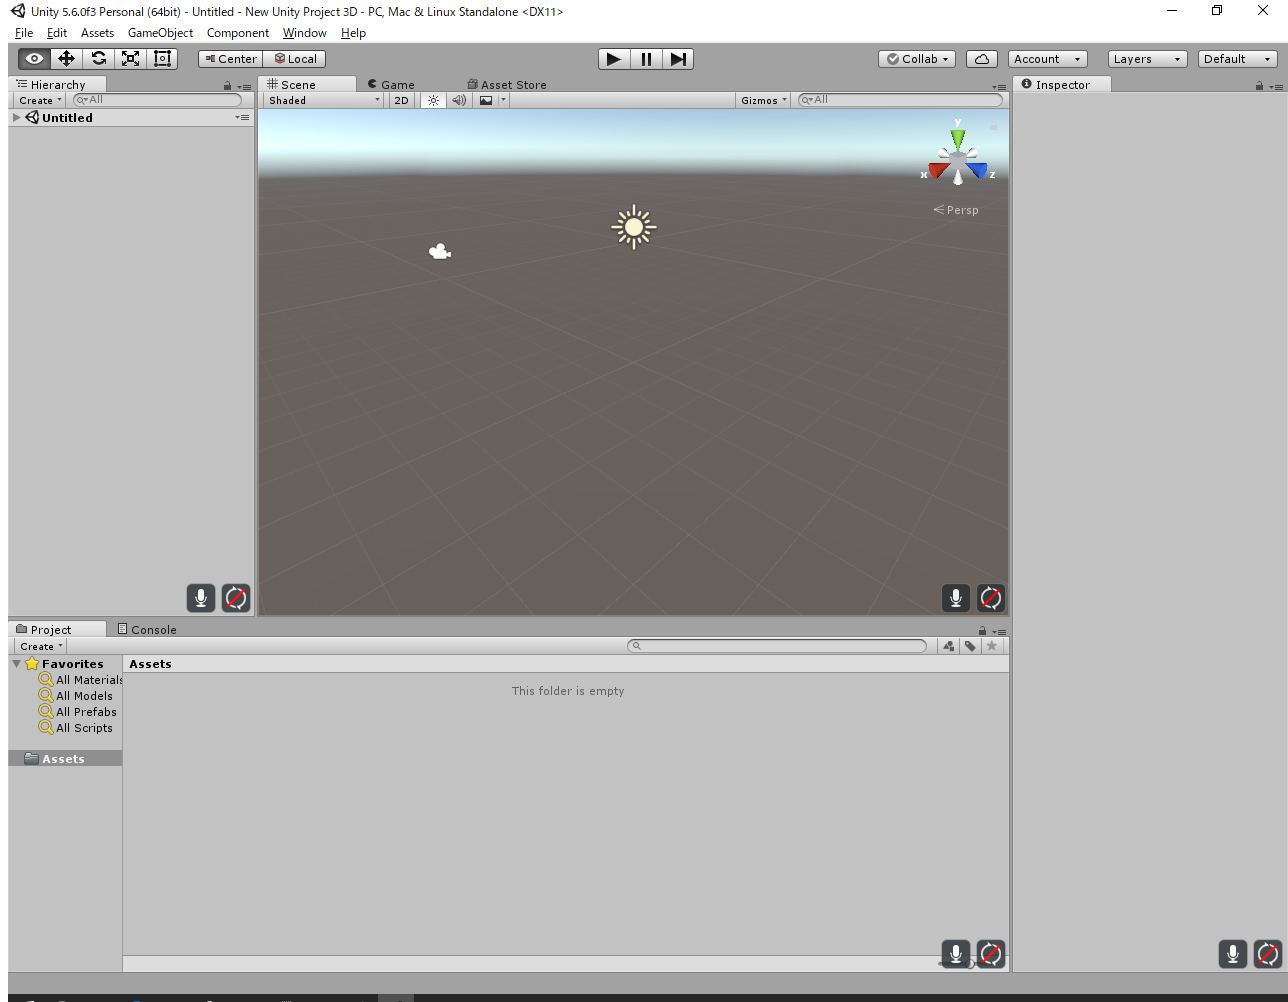 Unity 5.6.0f3 Personal (64bit) - Untitled - New Unity Project 3D - PC, Mac & Linux Standalone <DX11>
File Edit Assets GameObject Component Window Help
Center Local Collab Account Layers Default
Hierarchy Scene Game Asset Store Inspector
Create All Shaded 2D Gizmos All
Untitled
y
x z
Persp
Project Console
Create
Favorites Assets
All Materials
This folder is empty
All Models
All Prefabs
All Scripts
Assets